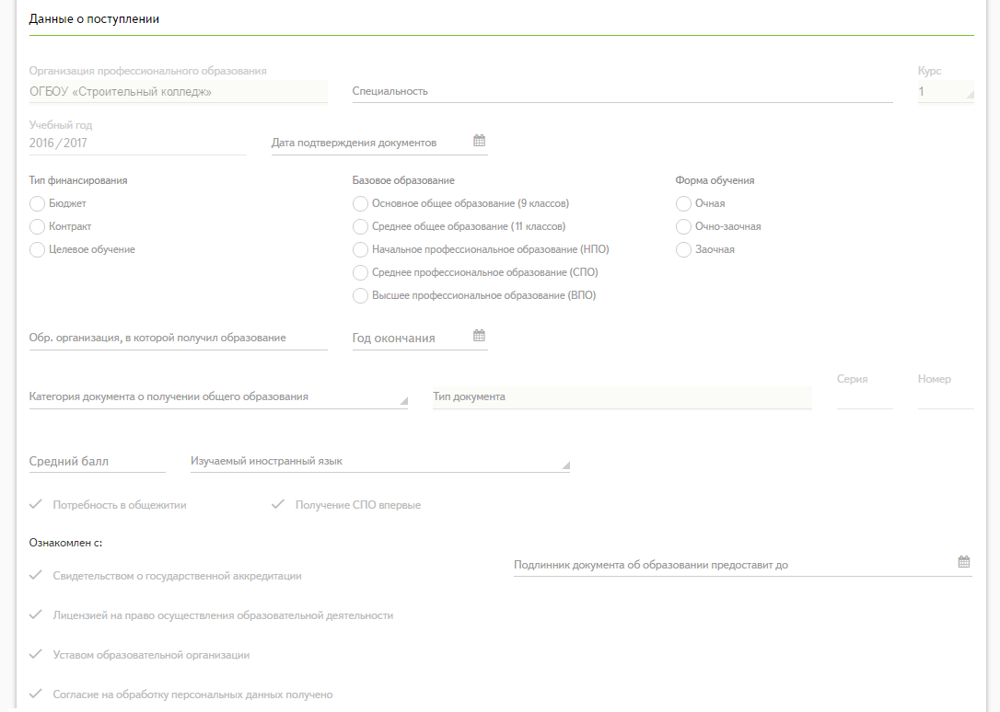 Данные о поступлении
Организация профессионального образования
Курс
ОГБОУ «Строительный колледж»
Специальность
1
Учебный год
2016/2017
Дата подтверждения документов
Тип финансирования
Базовое образование
Форма обучения
Бюджет
Основное общее образование (9 классов)
Очная
Контракт
Среднее общее образование (11 классов)
Очно-заочная
Целевое обучение
Начальное профессиональное образование (НПО)
Заочная
Среднее профессиональное образование (СПО)
Высшее профессиональное образование (ВПО)
Обр. организация, в которой получил образование
Год окончания
Серия
Номер
Категория документа о получении общего образования
Тип документа
Средний балл
Изучаемый иностранный язык
Потребность в общежитии
Получение СПО впервые
Ознакомлен с:
Подлинник документа об образовании предоставит до
Свидетельством о государственной аккредитации
Лицензией на право осуществления образовательной деятельности
Уставом образовательной организации
Согласие на обработку персональных данных получено